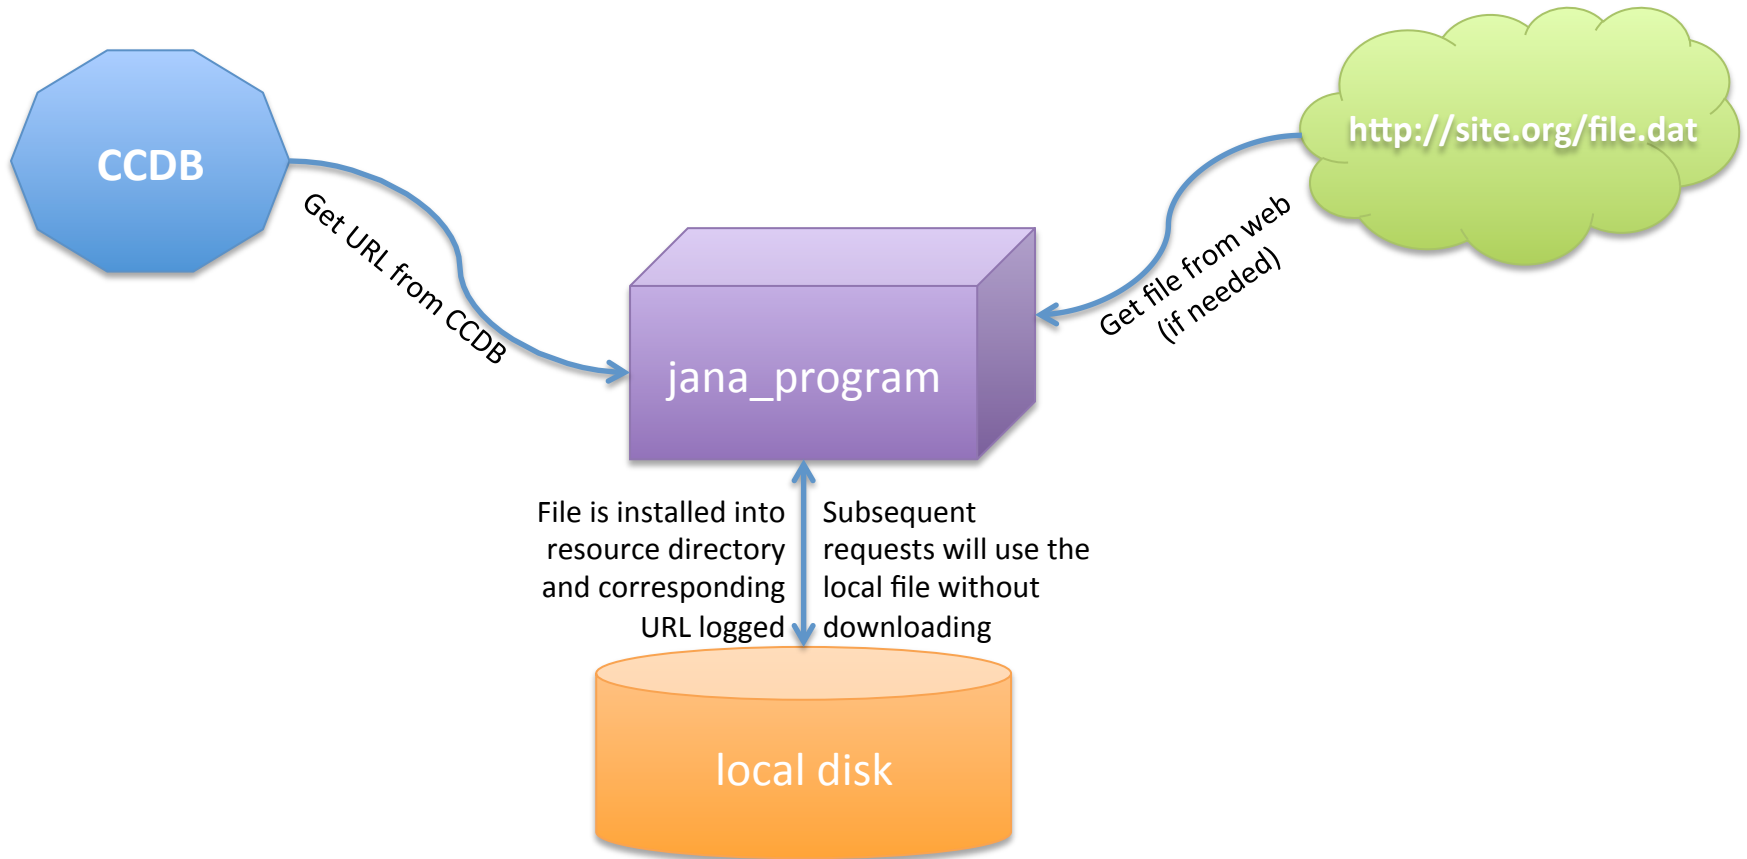 CCDB
http://site.org/file.dat
Get URL from CCDB
Get file from web
(if needed)
jana_program
File is installed into
resource directory
and corresponding
URL logged
Subsequent
requests will use the
local file without
downloading
local disk